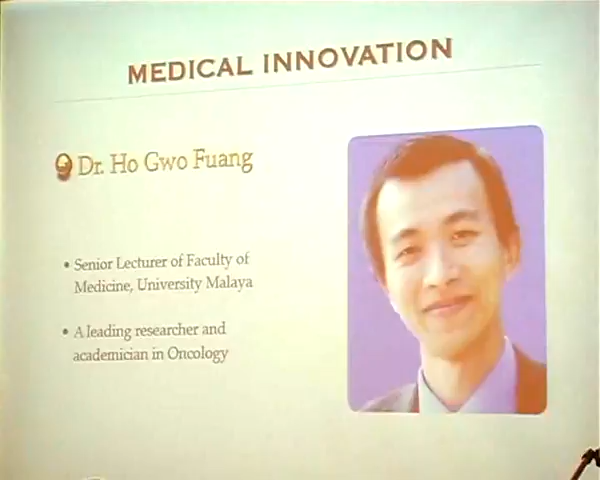 MEDICAL INNOVATION
9 Dr. Ho Gwo Fuang
• Senior Lecturer of Faculty of
Medicine, University Malaya
• A leading researcher and
academician in Oncology